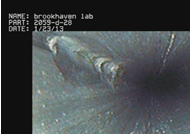 NAME: brookhaven lab
PART: 2059-d-28
DATE: 1/23/13